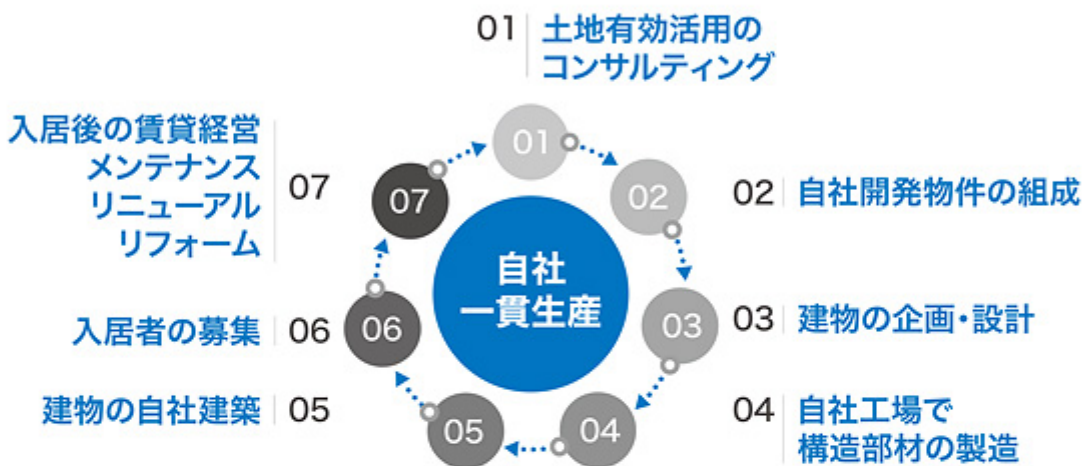 01
土地有効活用の
コンサルティング
02
自社開発物件の組成
03
建物の企画・設計
04
自社工場で
構造部材の製造
05
建物の自社建築
06
入居者の募集
07
入居後の賃貸経営
メンテナンス
リニューアル
リフォーム
自社
一貫生産
01
02
03
04
05
06
07